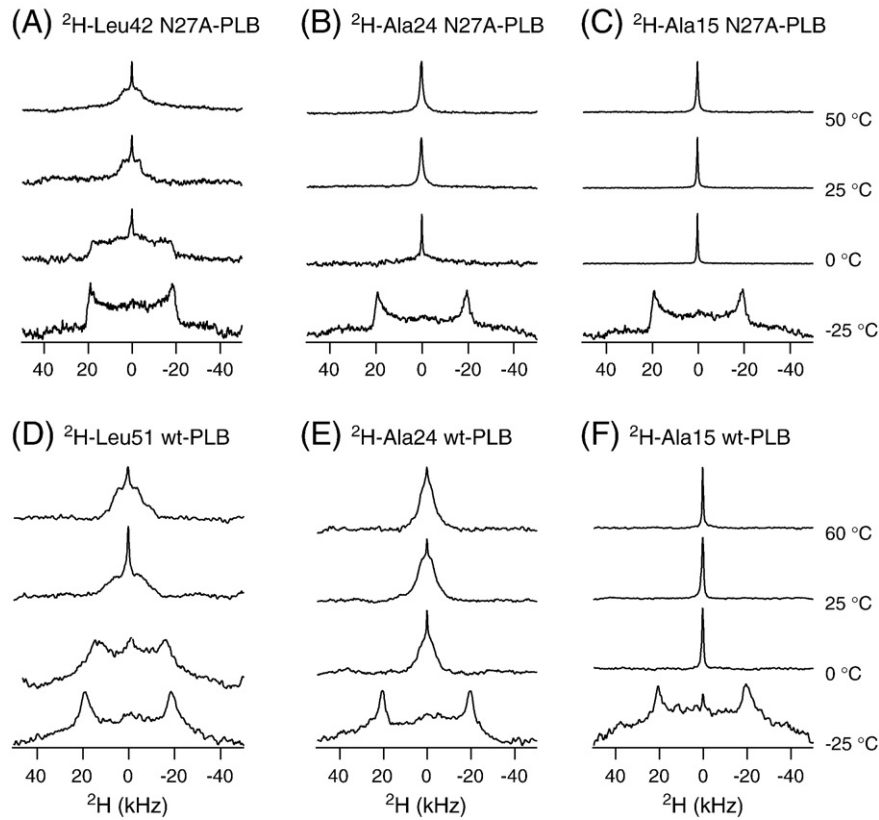 (A) ²H-Leu42 N27A-PLB
(B) ²H-Ala24 N27A-PLB
(C) ²H-Ala15 N27A-PLB
50 °C
25 °C
0 °C
-25 °C
40 20 0 -20 -40
40 20 0 -20 -40
40 20 0 -20 -40
(D) ²H-Leu51 wt-PLB
(E) ²H-Ala24 wt-PLB
(F) ²H-Ala15 wt-PLB
60 °C
25 °C
0 °C
-25 °C
40 20 0 -20 -40
40 20 0 -20 -40
40 20 0 -20 -40
²H (kHz)
²H (kHz)
²H (kHz)